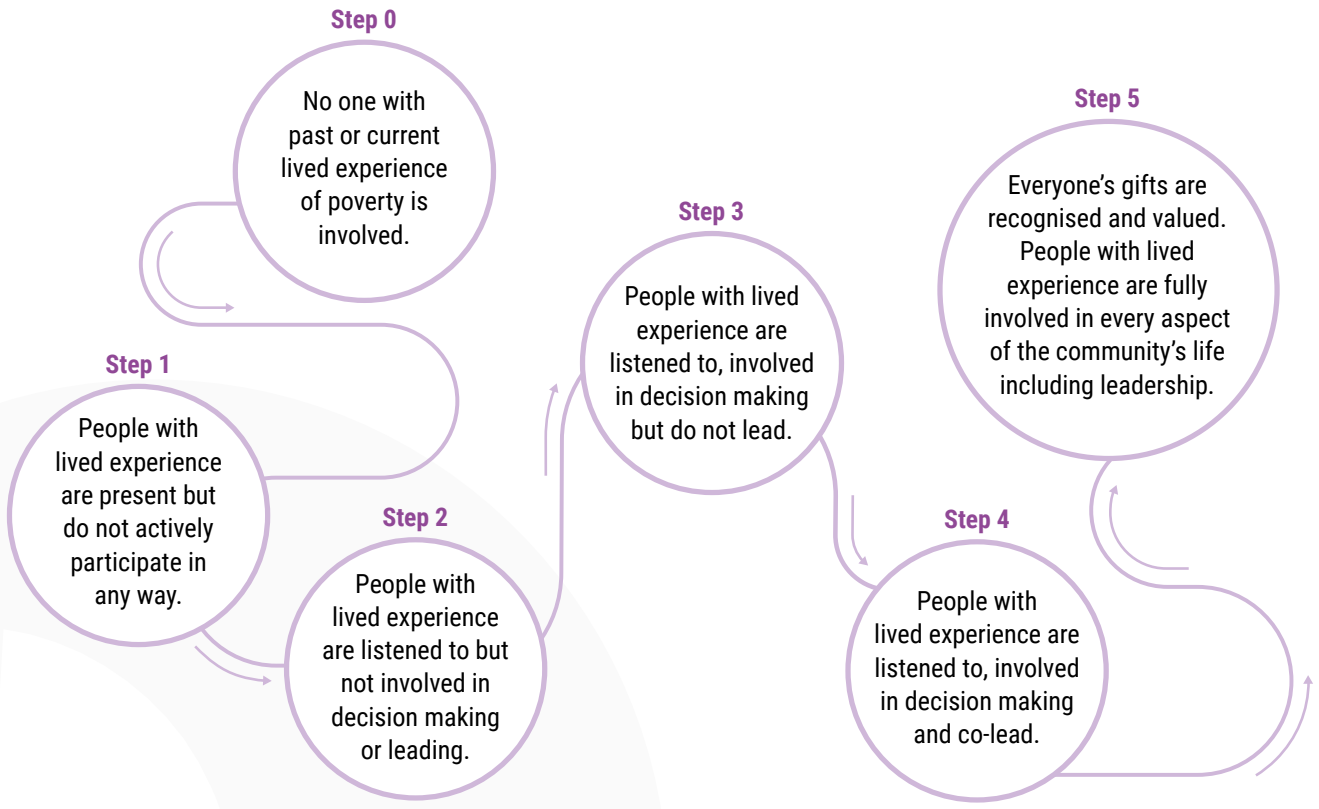 Step 0
No one with
past or current
lived experience
of poverty is
involved.
Step 1
People with
lived experience
are present but
do not actively
participate in
any way.
Step 2
People with
lived experience
are listened to but
not involved in
decision making
or leading.
Step 3
People with lived
experience are
listened to, involved
in decision making
but do not lead.
Step 4
People with
lived experience are
listened to, involved
in decision making
and co-lead.
Step 5
Everyone’s gifts are
recognised and valued.
People with lived
experience are fully
involved in every aspect
of the community’s life
including leadership.